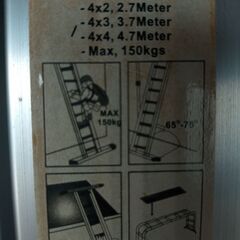 - 4x2, 2.7Meter
- 4x3, 3.7Meter
- 4x4, 4.7Meter
- Max, 150kgs
MAX
150kg
65°-75°